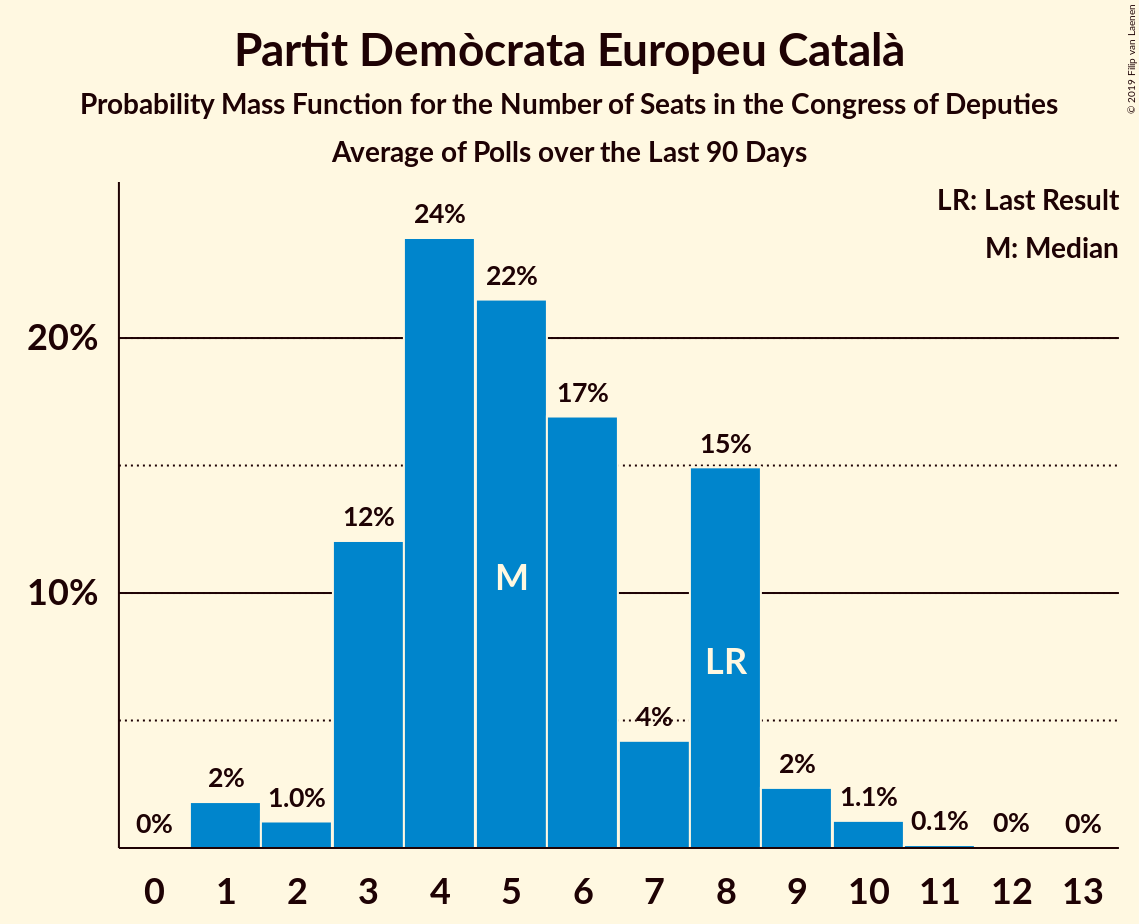 Partit Demòcrata Europeu Català
Probability Mass Function for the Number of Seats in the Congress of Deputies
Average of Polls over the Last 90 Days
© 2019 Filip van Laenen
LR: Last Result
M: Median
20%
10%
0%
2%
1.0%
12%
24%
22%
17%
4%
15%
2%
1.1%
0.1%
0%
0%
M
LR
0 1 2 3 4 5 6 7 8 9 10 11 12 13